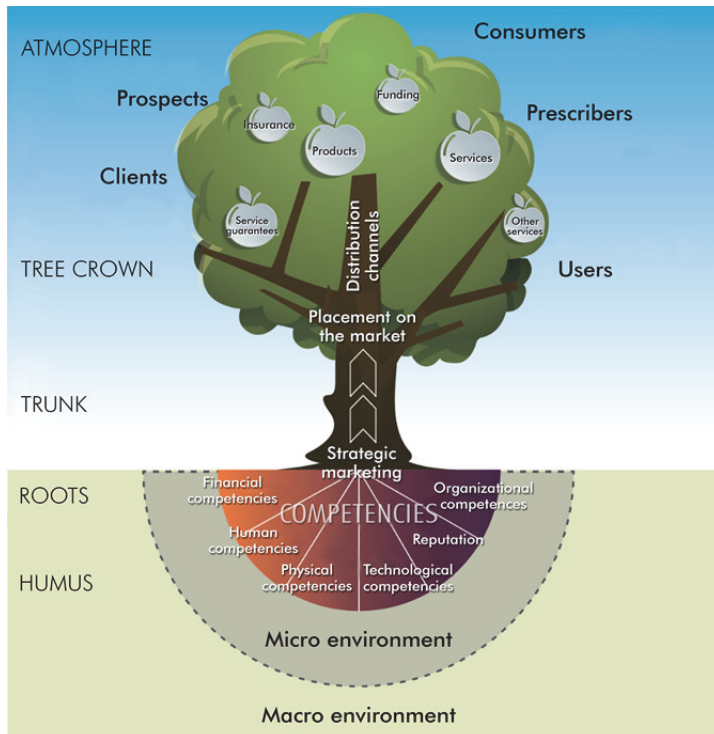 ATMOSPHERE
Consumers
Prospects
Funding
Insurance
Prescribers
Products
Services
Clients
Service
guarantees
Other
services
Distribution
channels
TREE CROWN
Users
Placement on
the market
TRUNK
Strategic
marketing
ROOTS
Financial
competencies
Organizational
competences
COMPETENCIES
Human
competencies
Reputation
Physical
competencies
Technological
competencies
HUMUS
Micro environment
Macro environment